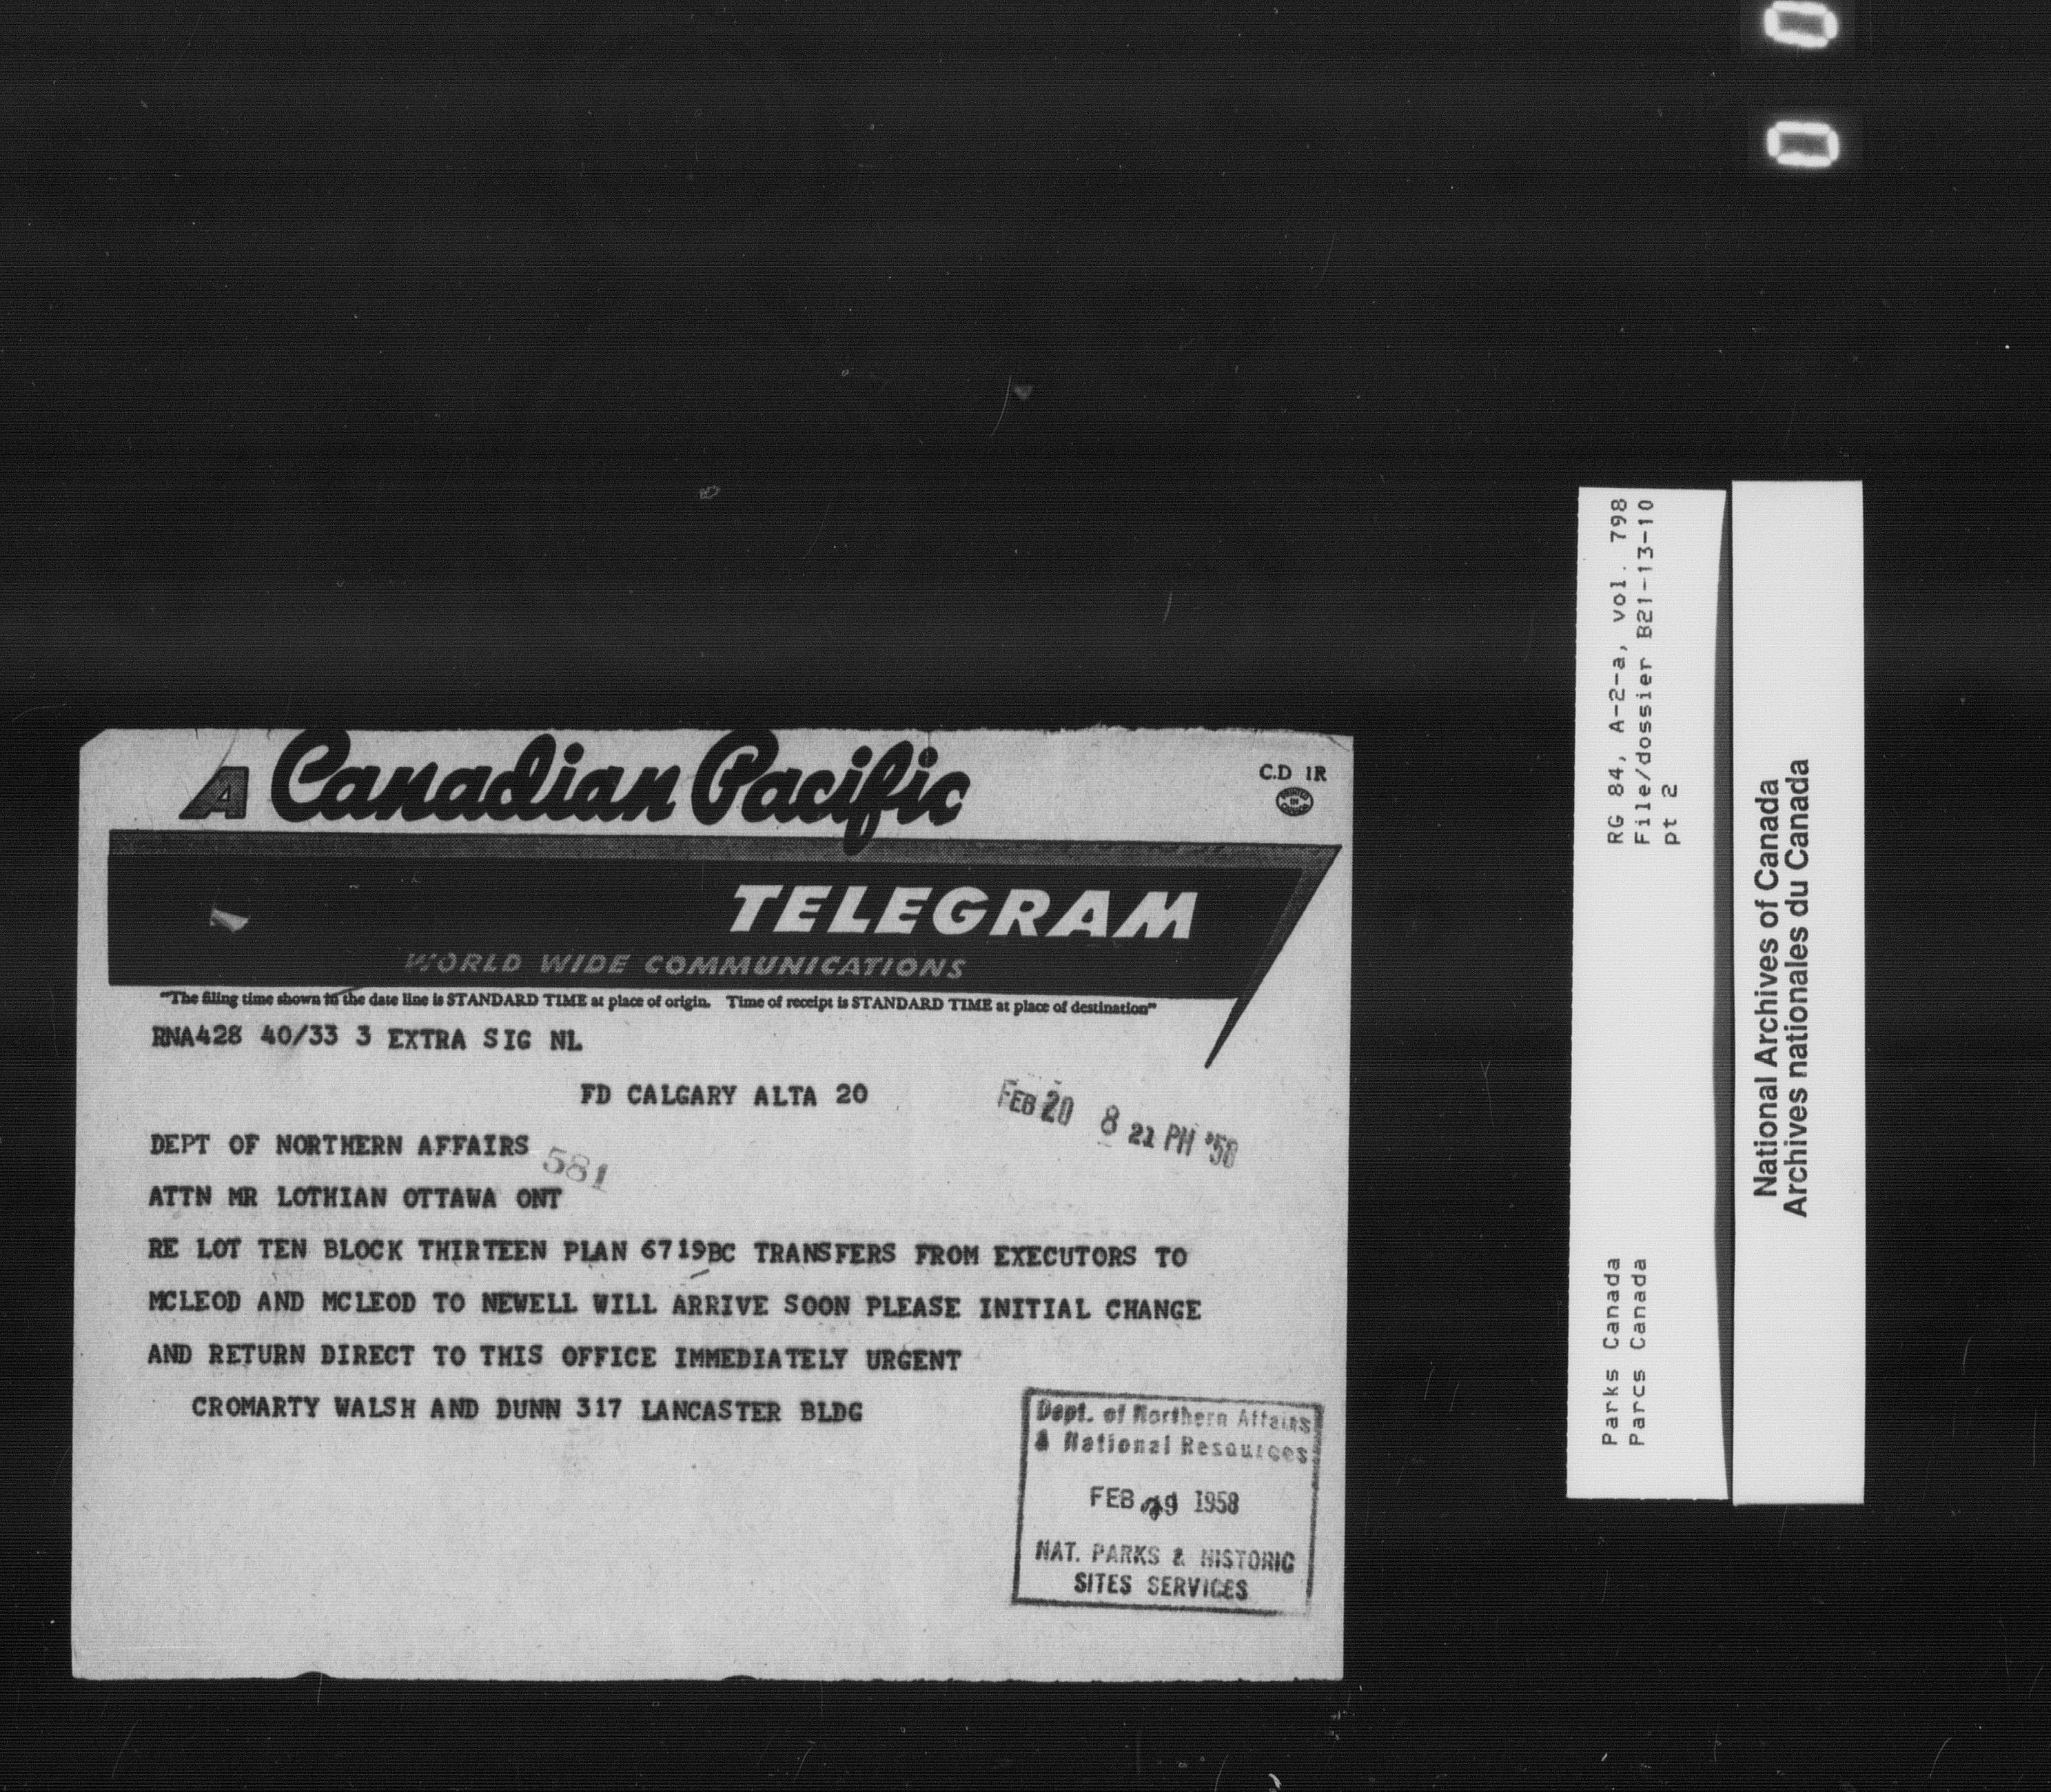 0
0
A Canadian Pacific
C.D 1R
PRINTED IN CANADA
TELEGRAM
WORLD WIDE COMMUNICATIONS
"The filing time shown in the date line is STANDARD TIME at place of origin. Time of receipt is STANDARD TIME at place of destination"
RNA428 40/33 3 EXTRA SIG NL
FD CALGARY ALTA 20
FEB 20 8 21 PM '58
DEPT OF NORTHERN AFFAIRS
581
ATTN MR LOTHIAN OTTAWA ONT
RE LOT TEN BLOCK THIRTEEN PLAN 6719BC TRANSFERS FROM EXECUTORS TO
MCLEOD AND MCLEOD TO NEWELL WILL ARRIVE SOON PLEASE INITIAL CHANGE
AND RETURN DIRECT TO THIS OFFICE IMMEDIATELY URGENT
CROMARTY WALSH AND DUNN 317 LANCASTER BLDG
Dept. of Northern Affairs
& National Resources
FEB 1958
NAT. PARKS & HISTORIC
SITES SERVICES
RG 84, A-2-a, vol. 798
File/dossier B21-13-10
pt 2
Parks Canada
Parcs Canada
National Archives of Canada
Archives nationales du Canada